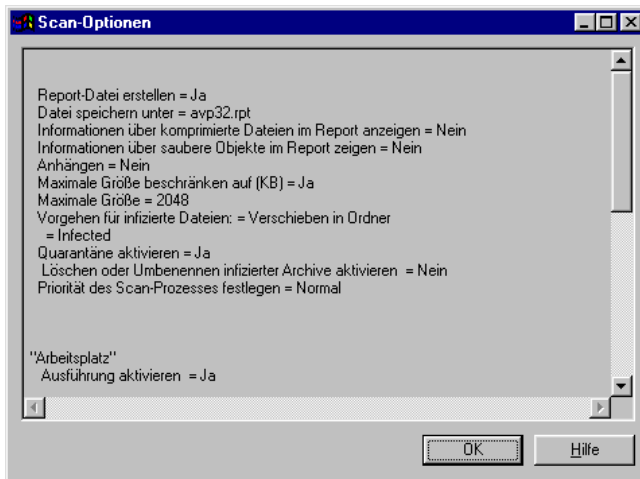 Scan-Optionen
Report-Datei erstellen = Ja
Datei speichern unter = avp32.rpt
Informationen über komprimierte Dateien im Report anzeigen = Nein
Informationen über saubere Objekte im Report zeigen = Nein
Anhängen = Nein
Maximale Größe beschränken auf (KB) = Ja
Maximale Größe = 2048
Vorgehen für infizierte Dateien: = Verschieben in Ordner
= Infected
Quarantäne aktivieren = Ja
Löschen oder Umbenennen infizierter Archive aktivieren = Nein
Priorität des Scan-Prozesses festlegen = Normal
"Arbeitsplatz"
Ausführung aktivieren = Ja
OK Hilfe